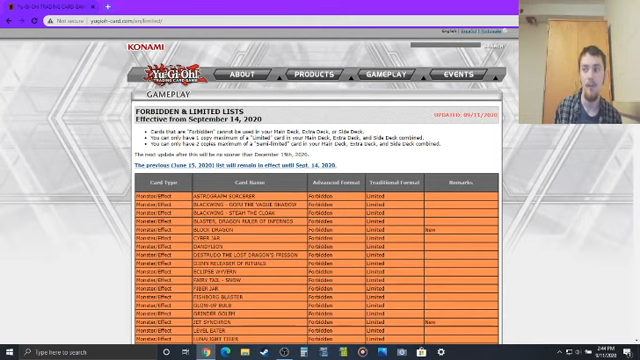 YU-GI-OH! TRADING CARD GAM
Not secure | yugioh-card.com/en/limited/
English | Español | Português
KONAMI
Yu-Gi-Oh!
TRADING CARD GAME
ABOUT PRODUCTS GAMEPLAY EVENTS
GAMEPLAY
FORBIDDEN & LIMITED LISTS
Effective from September 14, 2020
UPDATED: 09/11/2020
Cards that are "Forbidden" cannot be used in your Main Deck, Extra Deck, or Side Deck.
You can only have 1 copy maximum of a "Limited" card in your Main Deck, Extra Deck, and Side Deck combined.
You can only have 2 copies maximum of a "Semi-limited" card in your Main Deck, Extra Deck, and Side Deck combined.
The next update after this will be no sooner than December 15th, 2020.
The previous (June 15, 2020) list will remain in effect until Sept. 14, 2020.
Card Type Card Name Advanced Format Traditional Format Remarks
Monster/Effect ASTROGRAPH SORCERER Forbidden Limited
Monster/Effect BLACKWING - GOFU THE VAGUE SHADOW Forbidden Limited
Monster/Effect BLACKWING - STEAM THE CLOAK Forbidden Limited
Monster/Effect BLASTER, DRAGON RULER OF INFERNOS Forbidden Limited
Monster/Effect BLOCK DRAGON Forbidden Limited New
Monster/Effect CYBER JAR Forbidden Limited
Monster/Effect DANDYLION Forbidden Limited
Monster/Effect DESTRUDO THE LOST DRAGON'S FRISSON Forbidden Limited
Monster/Effect DJINN RELEASER OF RITUALS Forbidden Limited
Monster/Effect ECLIPSE WYVERN Forbidden Limited
Monster/Effect FAIRY TAIL - SNOW Forbidden Limited
Monster/Effect FIBER JAR Forbidden Limited
Monster/Effect FISHBORG BLASTER Forbidden Limited
Monster/Effect GLOW-UP BULB Forbidden Limited
Monster/Effect GRINDER GOLEM Forbidden Limited
Monster/Effect JET SYNCHRON Forbidden Limited New
Monster/Effect LEVEL EATER Forbidden Limited
Monster/Effect LUNALIGHT TIGER Forbidden Limited
Type here to search
2:44 PM
9/11/2020